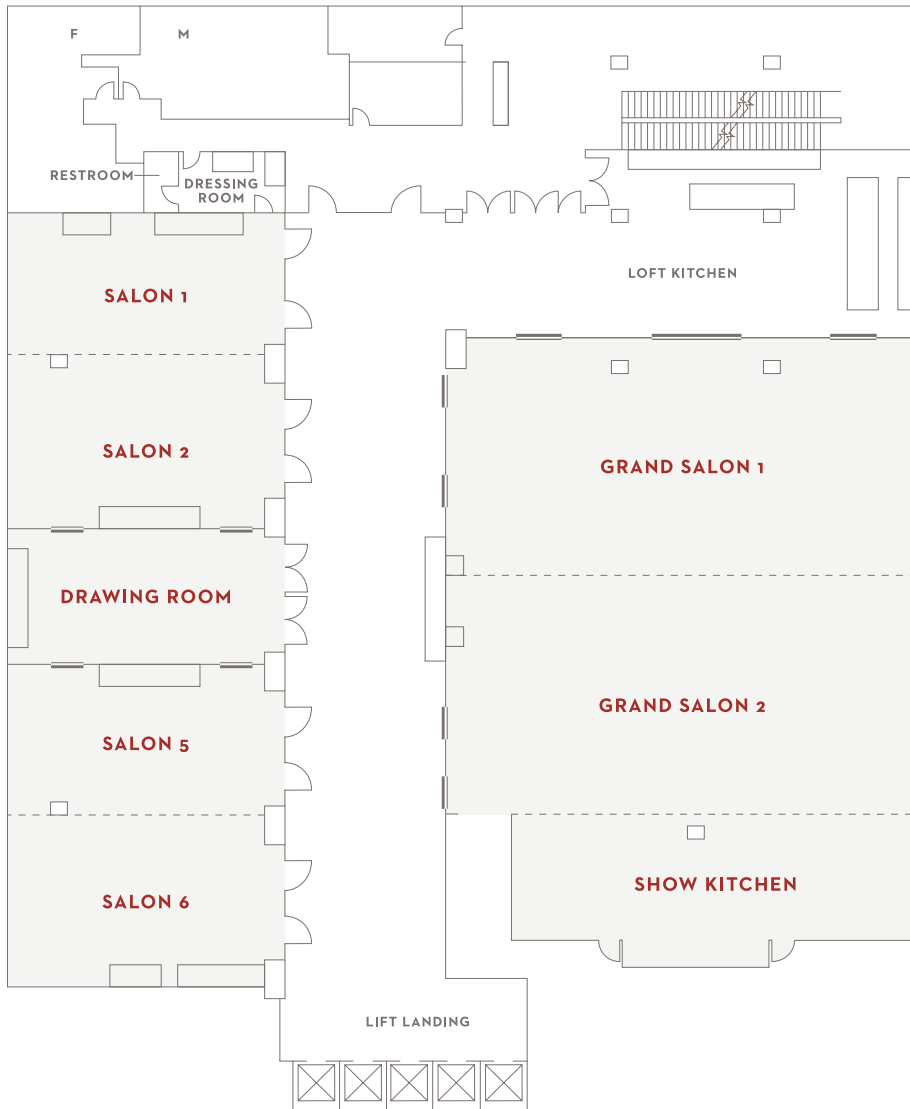 F
M
RESTROOM
DRESSING
ROOM
LOFT KITCHEN
SALON 1
SALON 2
GRAND SALON 1
DRAWING ROOM
GRAND SALON 2
SALON 5
SHOW KITCHEN
SALON 6
LIFT LANDING